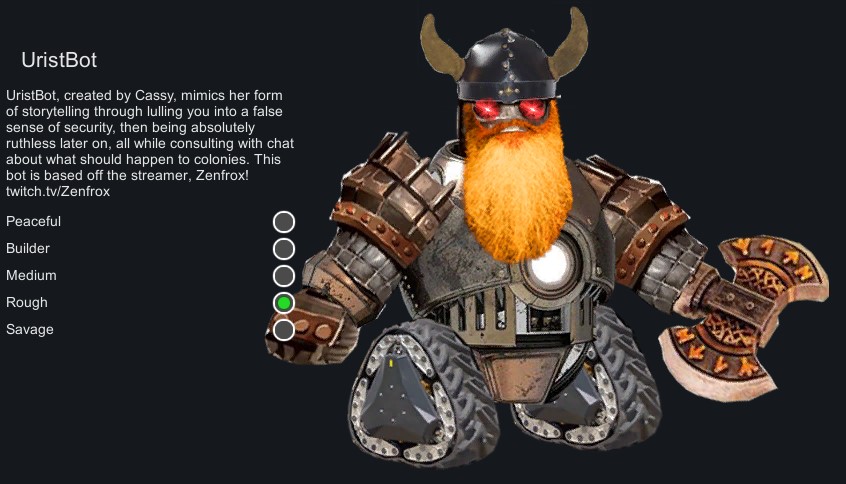 UristBot
UristBot, created by Cassy, mimics her form
of storytelling through lulling you into a false
sense of security, then being absolutely
ruthless later on, all while consulting with chat
about what should happen to colonies. This
bot is based off the streamer, Zenfrox!
twitch.tv/Zenfrox
Peaceful
Builder
Medium
Rough
Savage